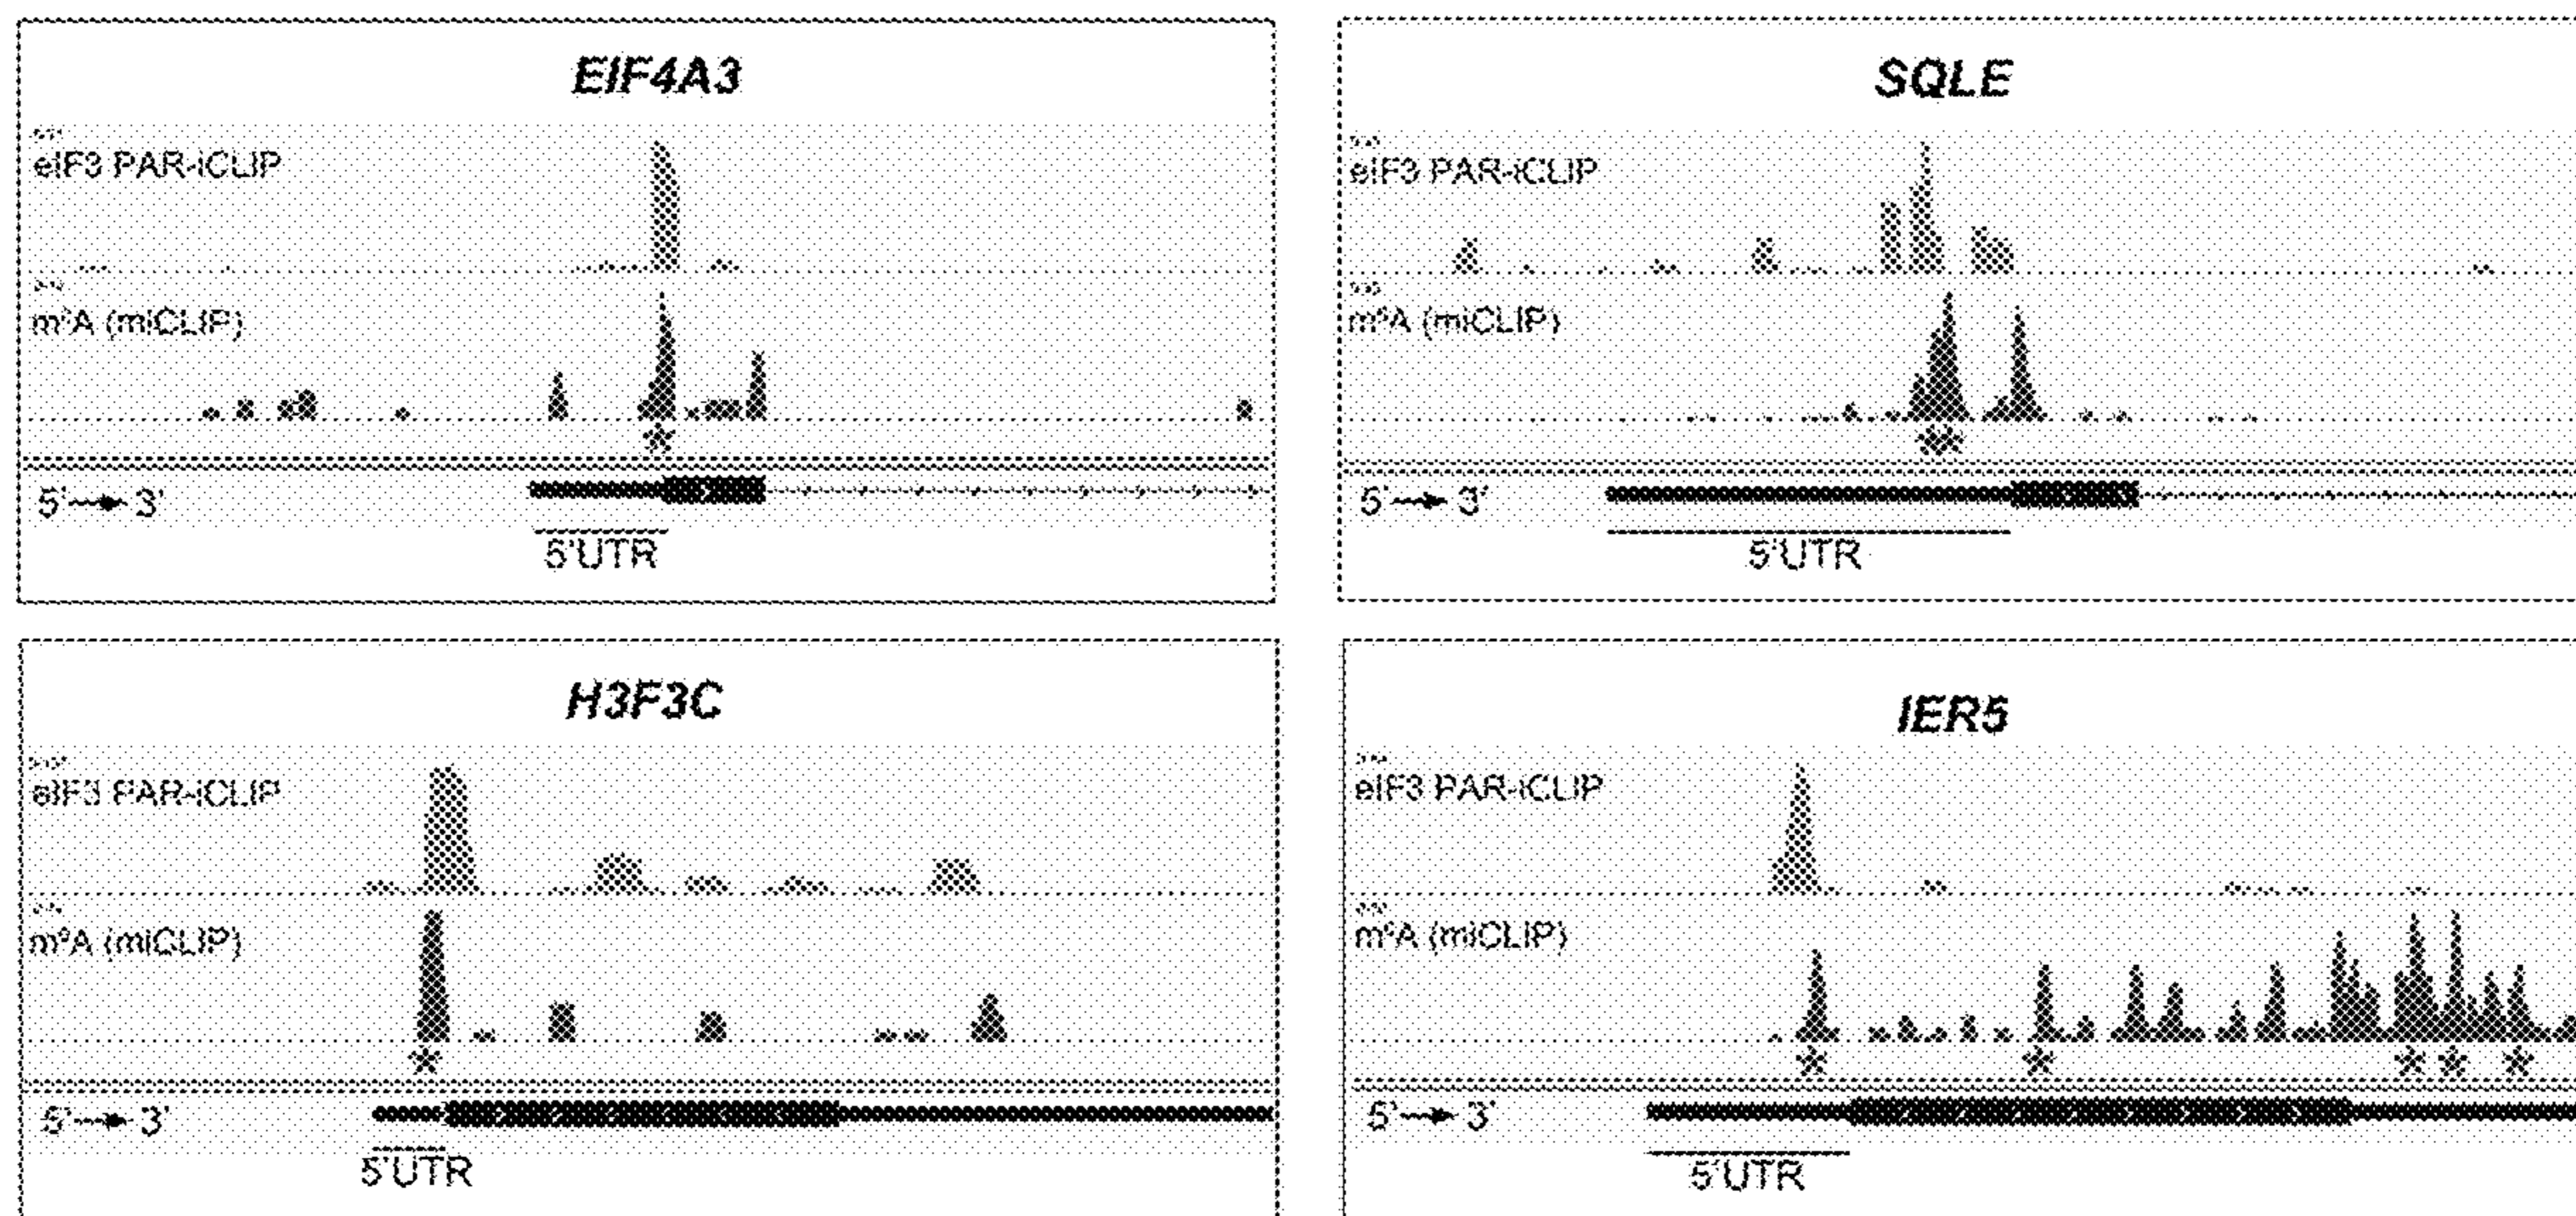 EIF4A3
eIF3 PAR-iCLIP
m⁶A (miCLIP)
*
5' → 3'
5'UTR
SQLE
eIF3 PAR-iCLIP
m⁶A (miCLIP)
**
5' → 3'
5'UTR
H3F3C
eIF3 PAR-iCLIP
m⁶A (miCLIP)
*
5' → 3'
5'UTR
IER5
eIF3 PAR-iCLIP
m⁶A (miCLIP)
* * * * *
5' → 3'
5'UTR